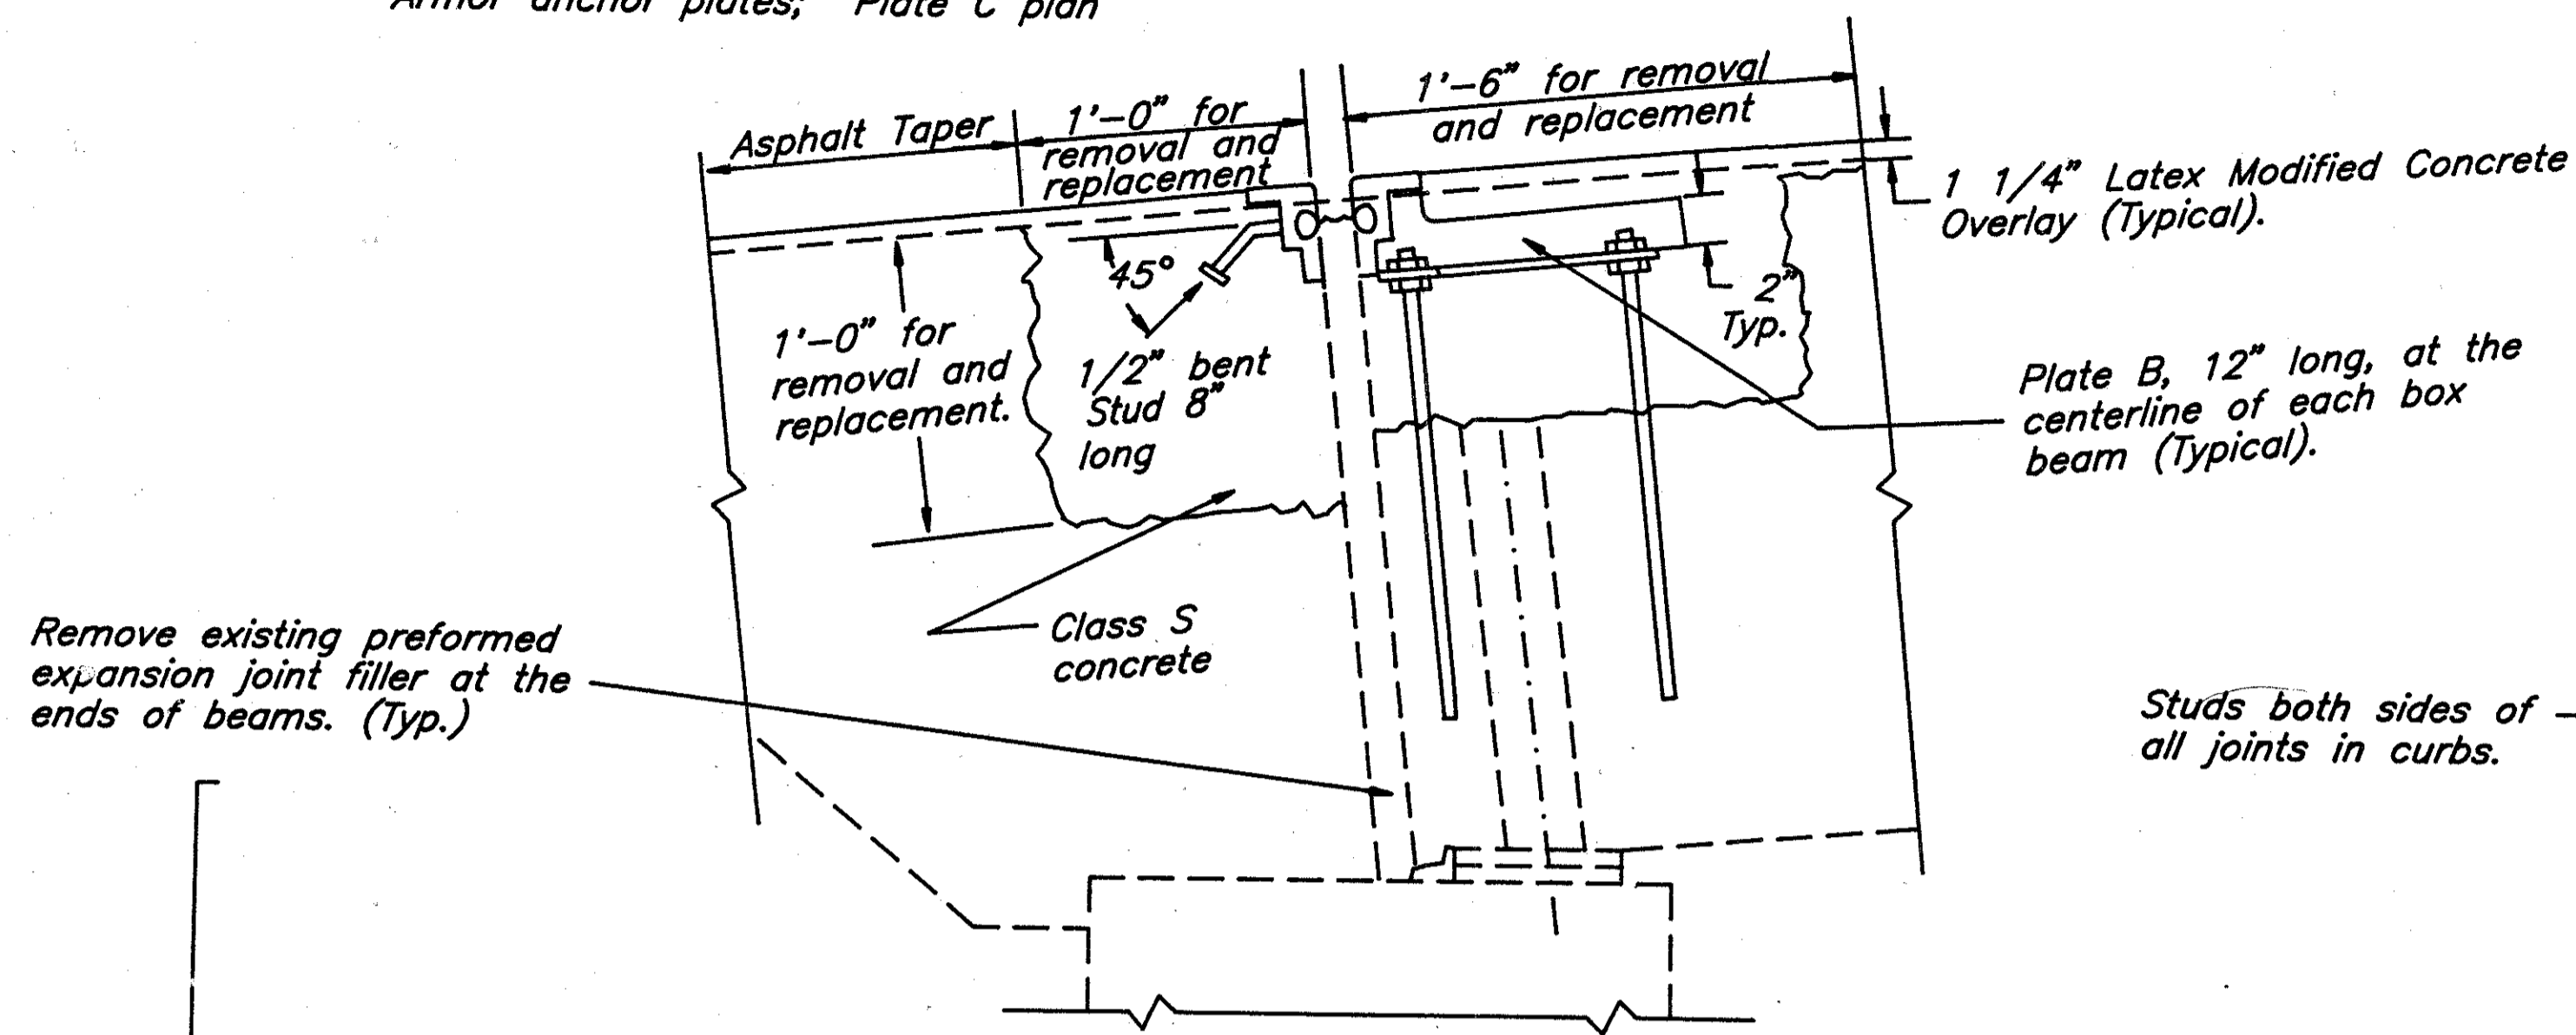 Armor anchor plates; Plate C plan
1'-6" for removal
and replacement
1'-0" for
removal and
replacement
Asphalt Taper
1 1/4" Latex Modified Concrete
Overlay (Typical).
45°
2"
Typ.
1'-0" for
removal and
replacement.
1/2" bent
Stud 8"
long
Plate B, 12" long, at the
centerline of each box
beam (Typical).
Class S
concrete
Remove existing preformed
expansion joint filler at the
ends of beams. (Typ.)
Studs both sides of
all joints in curbs.